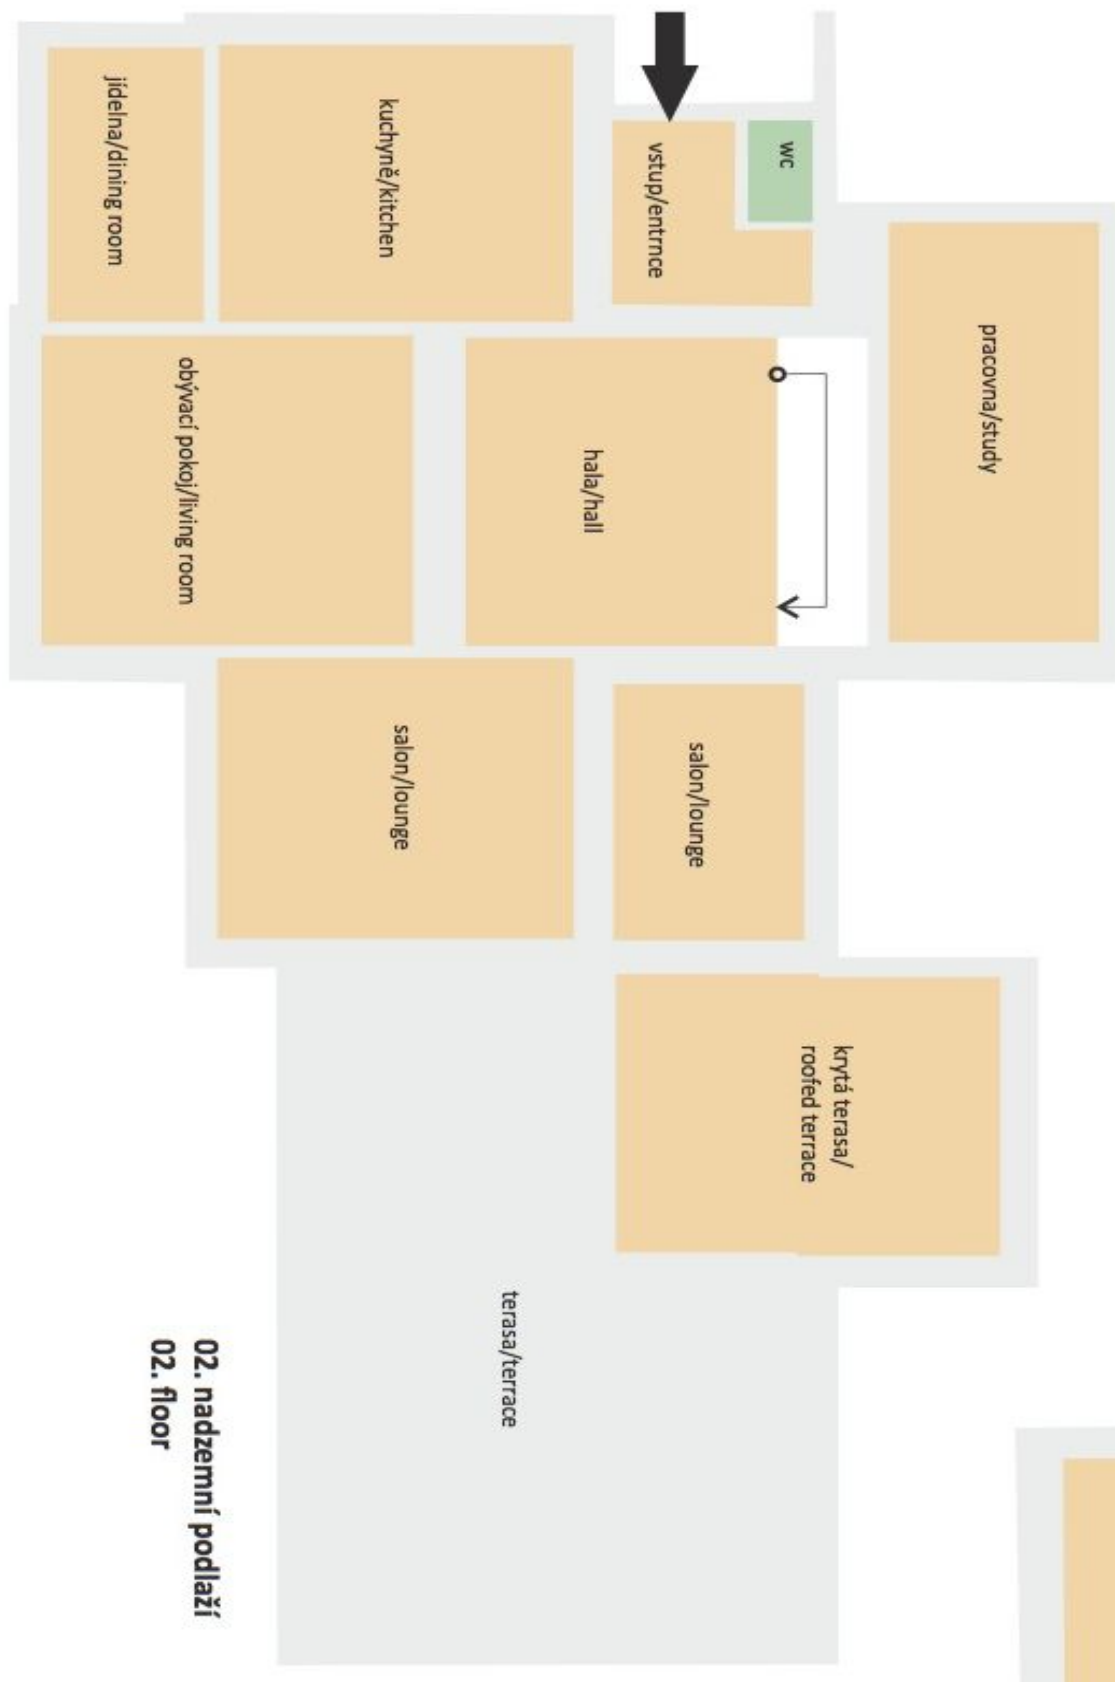 jídelna/dining room
kuchyně/kitchen
vstup/entrnce
wc
pracovna/study
obývací pokoj/living room
hala/hall
salon/lounge
salon/lounge
krytá terasa/
roofed terrace
terasa/terrace
02. nadzemní podlaží
02. floor